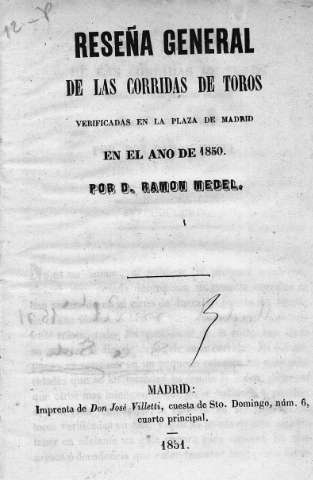 RESEÑA GENERAL
DE LAS CORRIDAS DE TOROS
VERIFICADAS EN LA PLAZA DE MADRID
EN EL AÑO DE 1850.
POR D. RAMON MEDEL.
MADRID:
Imprenta de Don José Villetti, cuesta de Sto. Domingo, núm. 6,
cuarto principal.
1851.